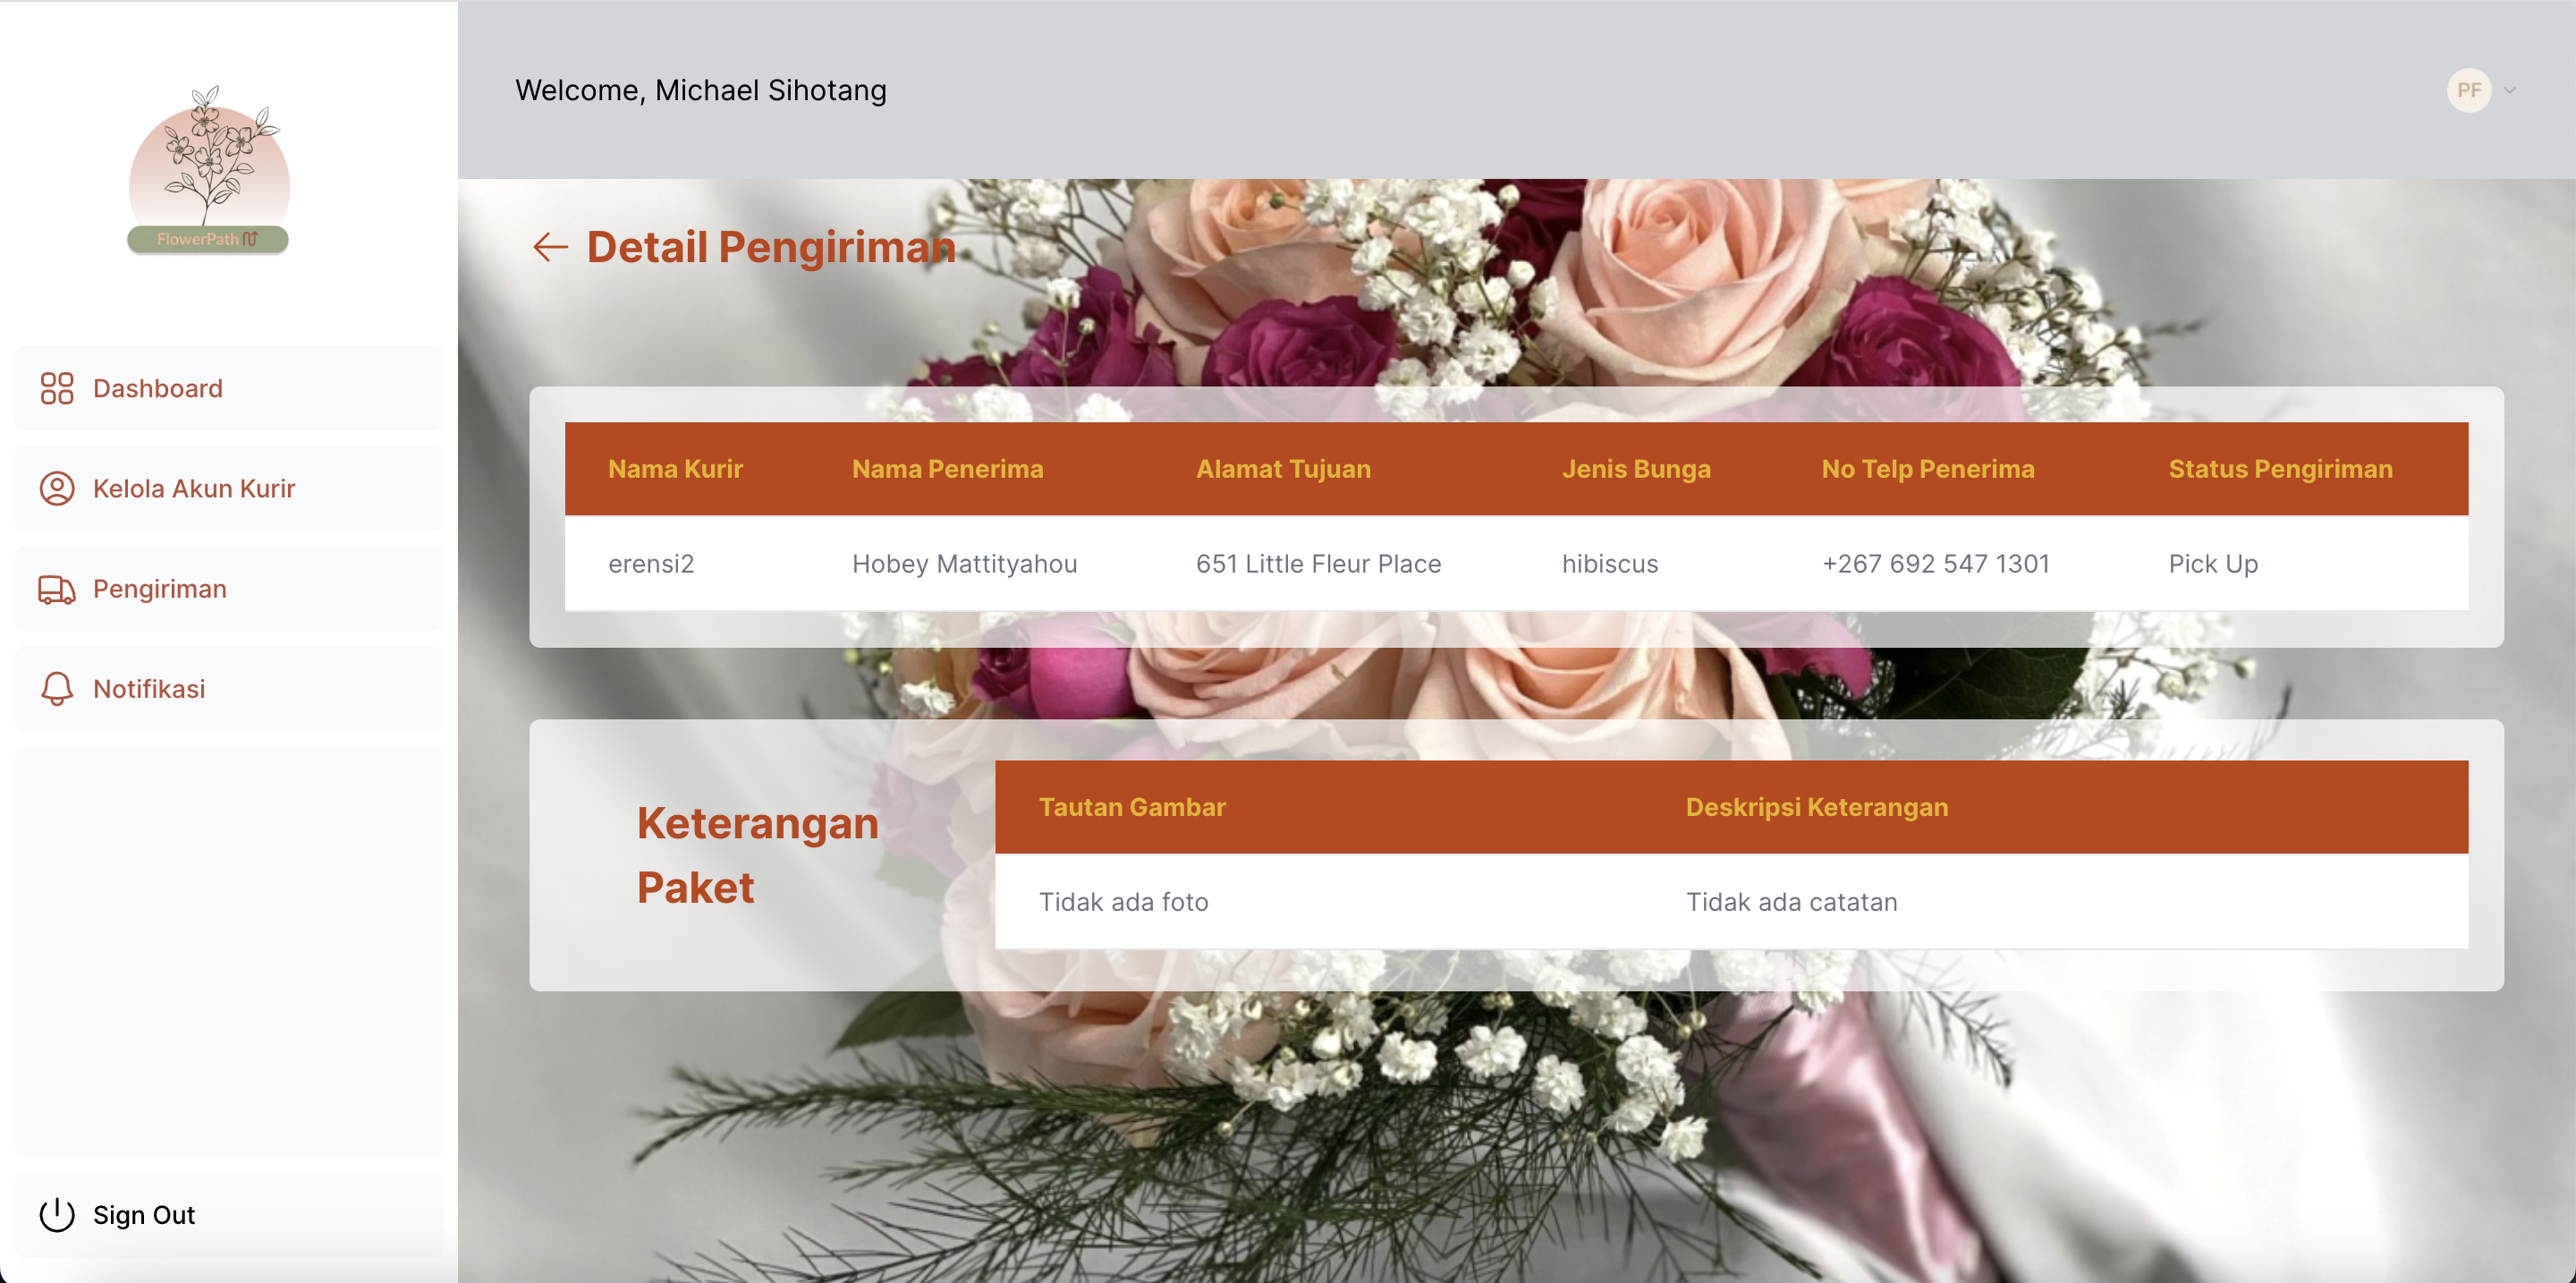 FlowerPath
Welcome, Michael Sihotang
PF
Dashboard
Kelola Akun Kurir
Pengiriman
Notifikasi
Sign Out
Detail Pengiriman
Nama Kurir Nama Penerima Alamat Tujuan Jenis Bunga No Telp Penerima Status Pengiriman
erensi2 Hobey Mattityahou 651 Little Fleur Place hibiscus +267 692 547 1301 Pick Up
Keterangan
Paket
Tautan Gambar Deskripsi Keterangan
Tidak ada foto Tidak ada catatan